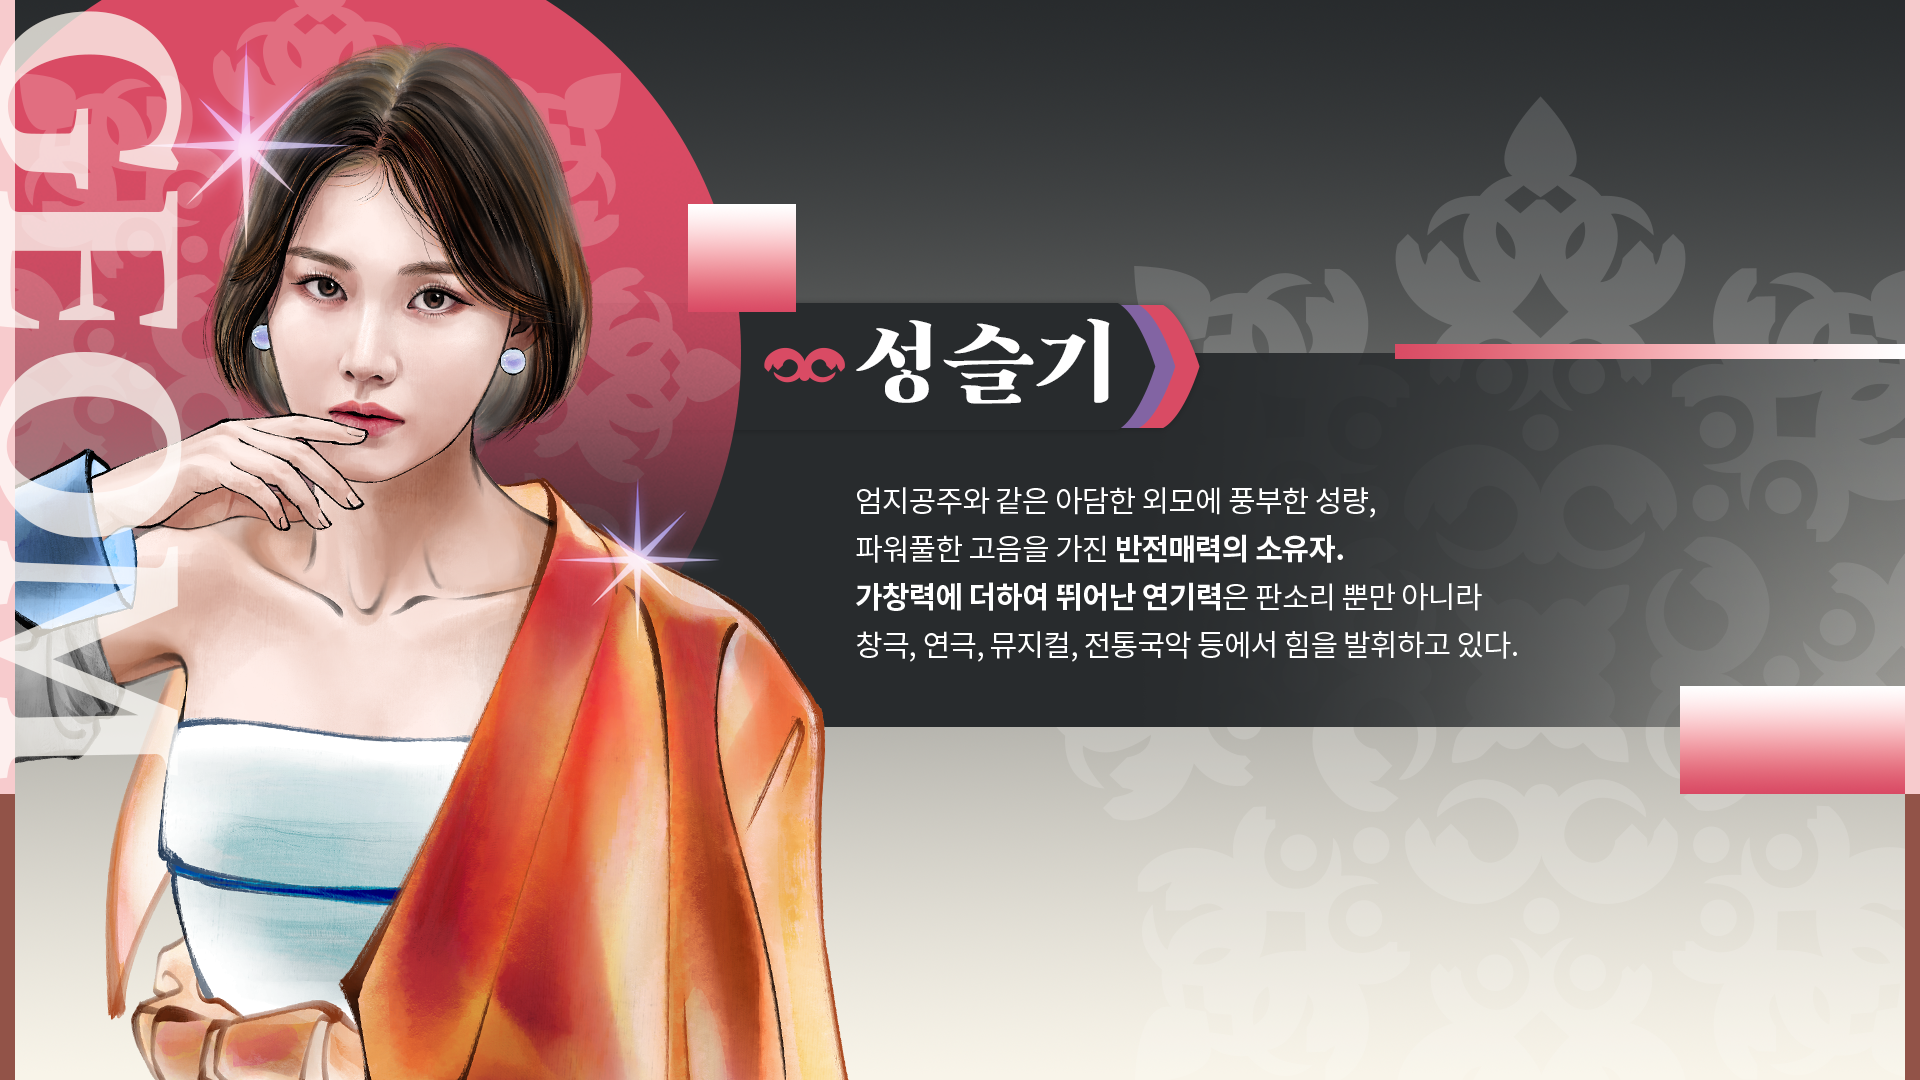 GEOM
성슬기
엄지공주와 같은 아담한 외모에 풍부한 성량,
파워풀한 고음을 가진 반전매력의 소유자.
가창력에 더하여 뛰어난 연기력은 판소리 뿐만 아니라
창극, 연극, 뮤지컬, 전통국악 등에서 힘을 발휘하고 있다.